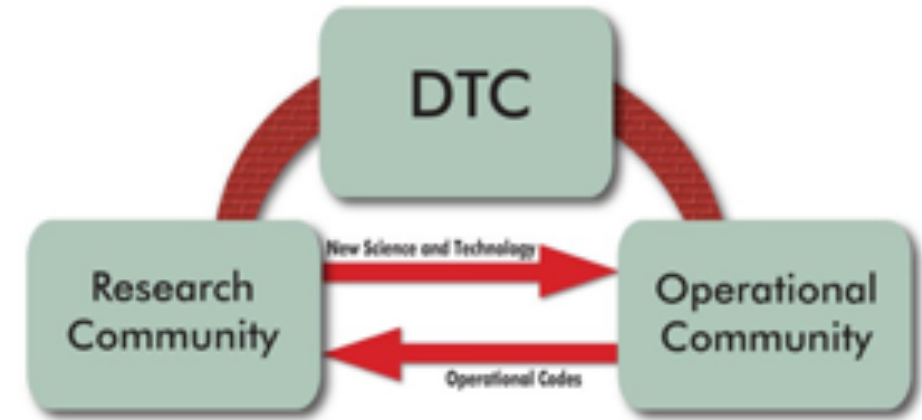 DTC
New Science and Technology
Research
Community
Operational
Community
Operational Codes